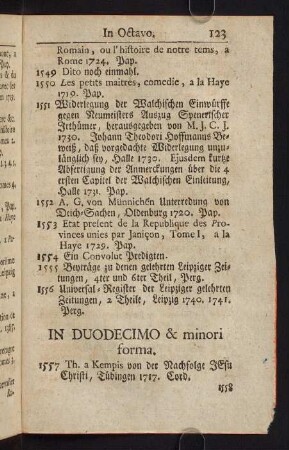 In Octavo. 123
Romain, ou l'histoire de notre tems, a
Rome 1724. Pap.
1549 Dito noch einmahl.
1550 Les petits maitres, comedie, a la Haye
1719. Pap.
1551 Widerlegung der Walchischen Einwürffe
gegen Neumeisters Auszug Spenerischer
Irthümer, herausgegeben von M. J. C. J.
1730. Johann Theodori Hoffmanns Be-
weiß, daß vorgedachte Widerlegung unzu-
länglich sey, Halle 1730. Ejusdem kurtze
Abfertigung der Anmerckungen über die 4
ersten Capitel der Walchischen Einleitung,
Halle 1731. Pap.
1552 A. G. von Münnichen Unterredung von
Deich-Sachen, Oldenburg 1720. Pap.
1553 Etat present de la Republique des Pro-
vinces unies par Janiçon, Tome I, a la
Haye 1729. Pap.
1554 Ein Convolut Predigten.
1555 Beyträge zu denen gelehrten Leipziger Zei-
tungen, 4ter und 6ter Theil, Perg.
1556 Universal-Register der Leipziger gelehrten
Zeitungen, 2 Theile, Leipzig 1740. 1741.
Perg.
IN DUODECIMO & minori
forma.
1557 Th. a Kempis von der Nachfolge JEsu
Christi, Tübingen 1717. Cord.
1558